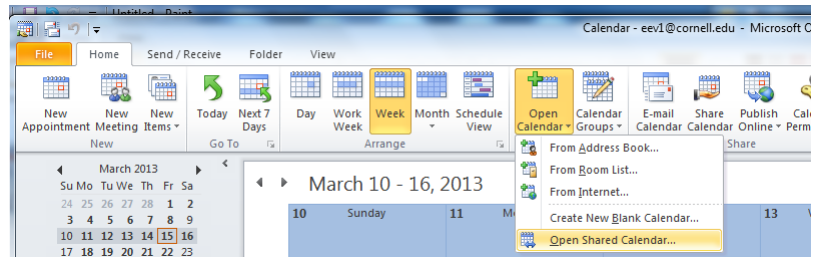 Untitled - Paint
Calendar - eev1@cornell.edu - Microsoft O
File Home Send / Receive Folder View
New Appointment
New Meeting
New Items
Today
Next 7 Days
Day
Work Week
Week
Month
Schedule View
Open Calendar
Calendar Groups
E-mail Calendar
Share Calendar
Publish Online
Cal
Perm
New Go To Arrange Share
From Address Book...
From Room List...
From Internet...
Create New Blank Calendar...
Open Shared Calendar...
March 2013
Su Mo Tu We Th Fr Sa
24 25 26 27 28 1 2
3 4 5 6 7 8 9
10 11 12 13 14 15 16
17 18 19 20 21 22 23
March 10 - 16, 2013
10 Sunday 11 M 13